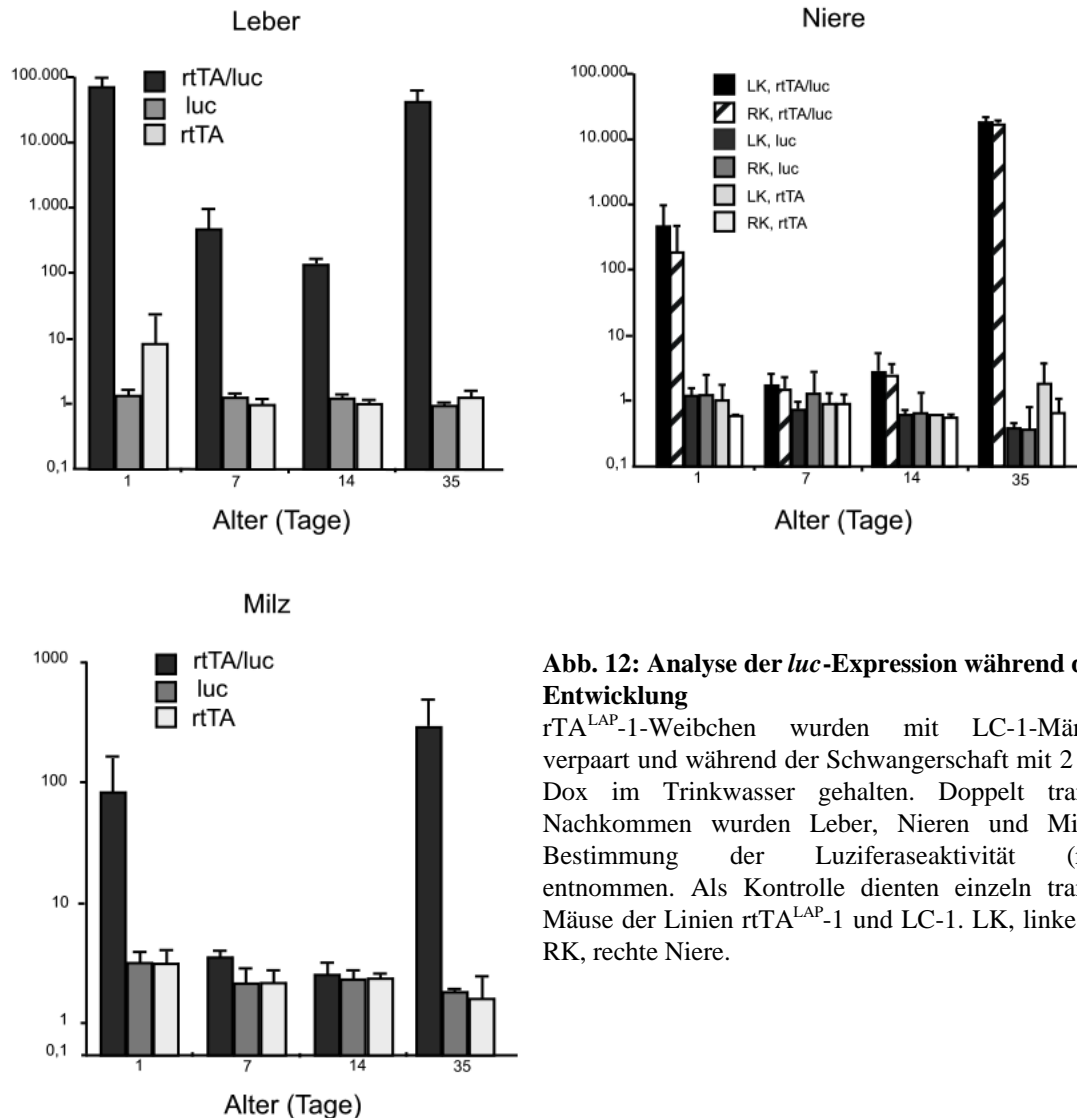 Leber
100.000
10.000
1.000
100
10
1
0,1
rtTA/luc
luc
rtTA
1 7 14 35
Alter (Tage)
Niere
100.000
10.000
1.000
100
10
1
0,1
LK, rtTA/luc
RK, rtTA/luc
LK, luc
RK, luc
LK, rtTA
RK, rtTA
1 7 14 35
Alter (Tage)
Milz
1000
100
10
1
0,1
rtTA/luc
luc
rtTA
1 7 14 35
Alter (Tage)
Abb. 12: Analyse der luc-Expression während
Entwicklung
rTA^LAP-1-Weibchen wurden mit LC-1-Män
verpaart und während der Schwangerschaft mit 2
Dox im Trinkwasser gehalten. Doppelt tran
Nachkommen wurden Leber, Nieren und Mi
Bestimmung der Luziferaseaktivität
entnommen. Als Kontrolle dienten einzeln tran
Mäuse der Linien rtTA^LAP-1 und LC-1. LK, linke
RK, rechte Niere.